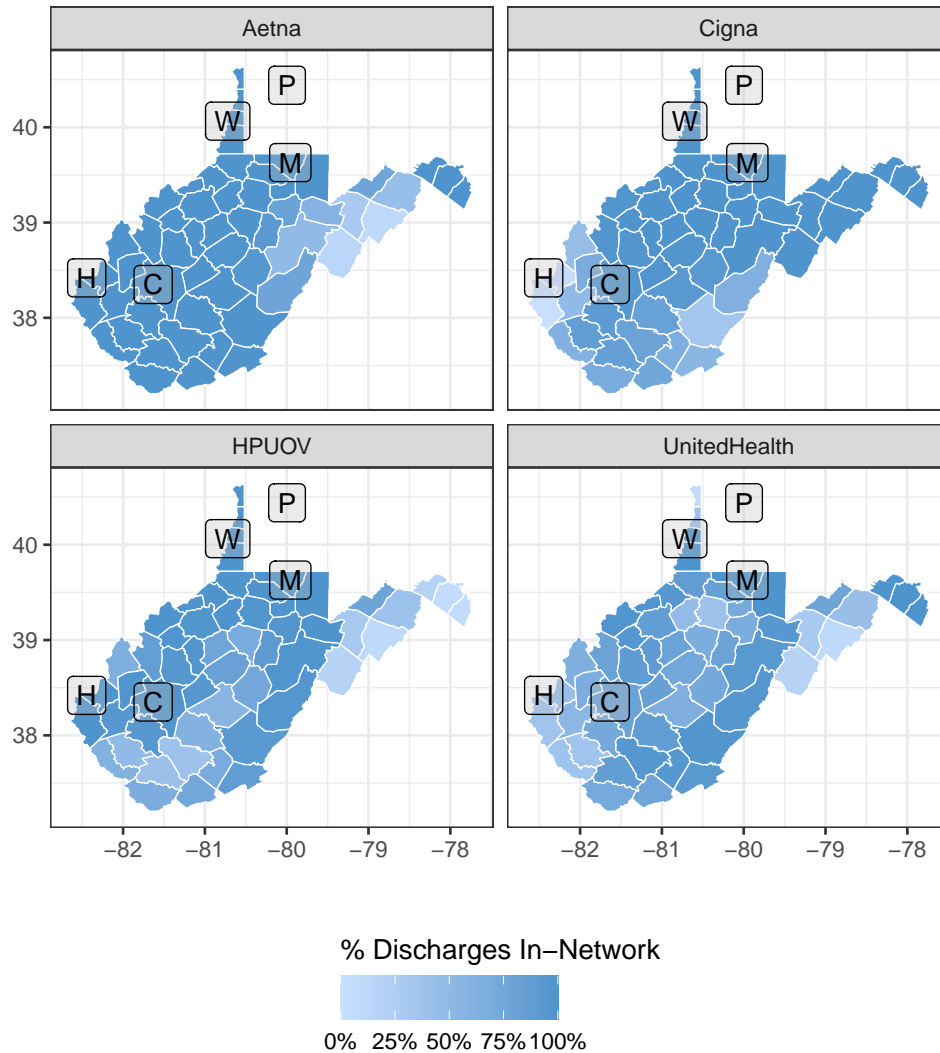 Aetna
Cigna
P
P
40
W
W
M
M
39
H
C
H
C
38
HPUOV
UnitedHealth
P
P
40
W
W
M
M
39
H
C
H
C
38
−82 −81 −80 −79 −78
−82 −81 −80 −79 −78
% Discharges In−Network
0% 25% 50% 75% 100%